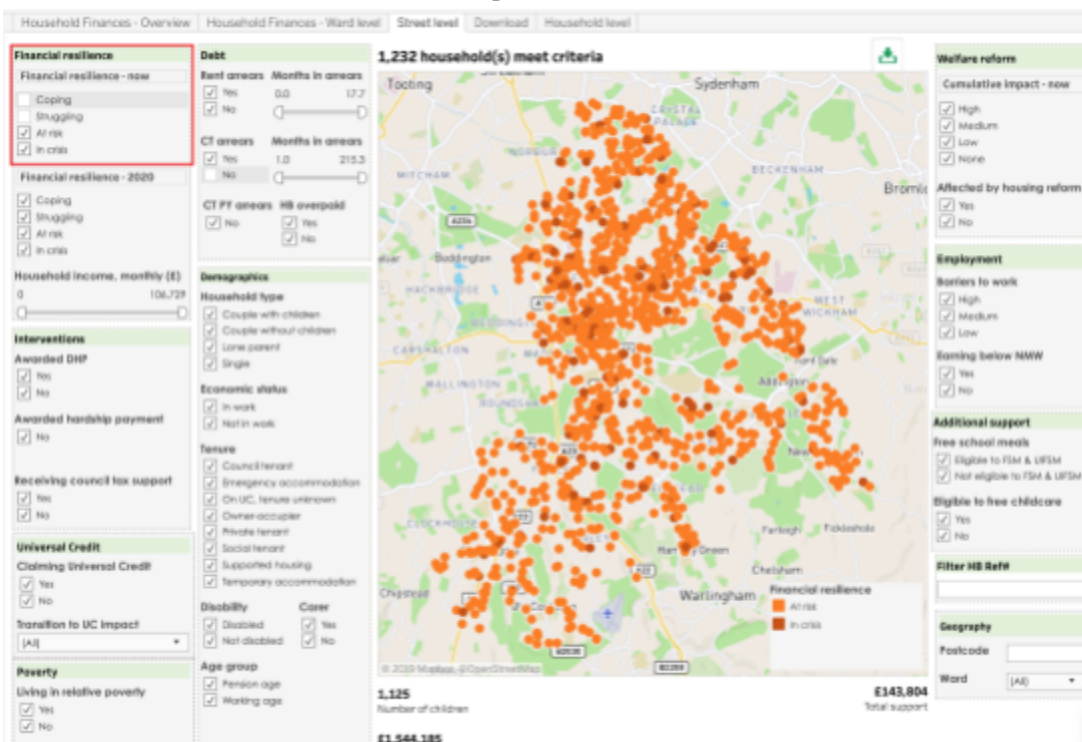 Household Finances - Overview
Household Finances - Ward level
Street level
Download
Household level
Financial resilience
Financial resilience - now
Coping
Struggling
At risk
In crisis
Financial resilience - 2020
Coping
Struggling
At risk
In crisis
Household income, monthly (£)
0 106,729
Interventions
Awarded DHP
Yes
No
Awarded hardship payment
No
Receiving council tax support
Yes
No
Universal Credit
Claiming Universal Credit
Yes
No
Transition to UC impact
(All)
Poverty
Living in relative poverty
Yes
No
Debt
Rent arrears Months in arrears
Yes 0.0 17.7
No
CT arrears Months in arrears
Yes 1.0 215.3
No
CT PY arrears HB overpaid
No Yes
No
Demographics
Household type
Couple with children
Couple without children
Lone parent
Single
Economic status
In work
Not in work
Tenure
Council tenant
Emergency accommodation
On UC, tenure unknown
Owner-occupier
Private tenant
Social tenant
Supported housing
Temporary accommodation
Disability Carer
Disabled Yes
Not disabled No
Age group
Pension age
Working age
1,232 household(s) meet criteria
Tooting
Sydenham
CRYSTAL
PALACE
MITCHAM
BECKENHAM
A236
Beddington
WEST
WICKHAM
CARSHALTON
WALLINGTON
Farleigh
Fickleshole
Chelsham
Warlingham
Chipstead
Financial resilience
At risk
In crisis
© 2019 Mapbox © OpenStreetMap
1,125
Number of children
£143,804
Total support
£1,544,185
Welfare reform
Cumulative impact - now
High
Medium
Low
None
Affected by housing reform
Yes
No
Employment
Barriers to work
High
Medium
Low
Earning below NMW
Yes
No
Additional support
Free school meals
Eligible to FSM & UIFSM
Not eligible to FSM & UIFSM
Eligible to free childcare
Yes
No
Filter HB Ref#
Geography
Postcode
Ward (All)